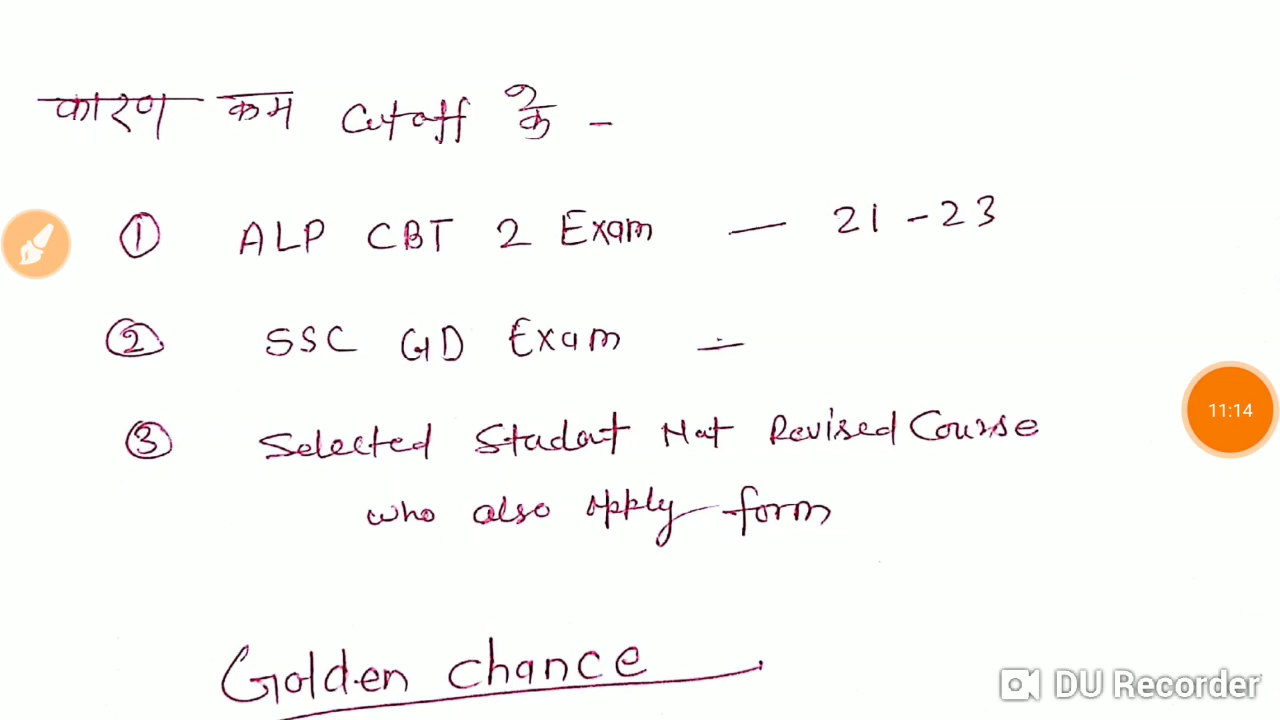 कारण कम Cutoff के -
① ALP CBT 2 Exam — 21 - 23
② SSC GD Exam -
11:14
③ Selected Student Not Revised Course
who also apply form
Golden chance
DU Recorder